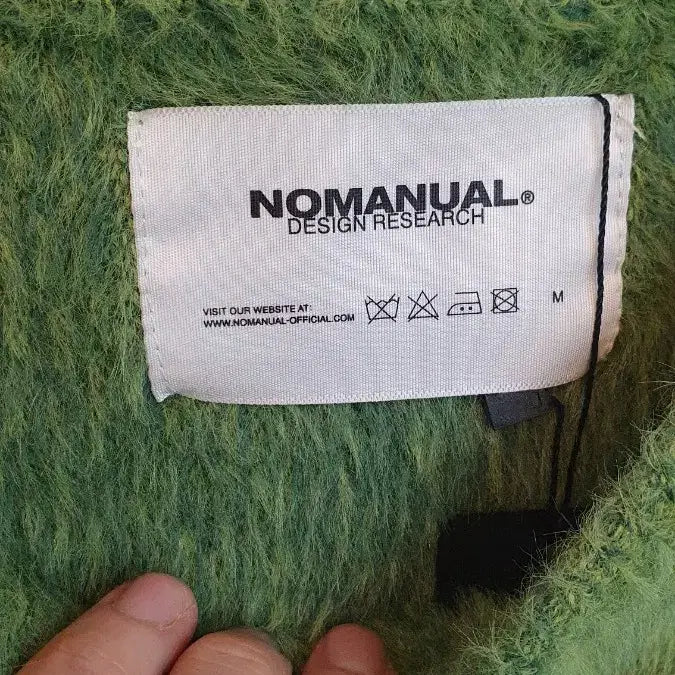 NOMANUAL®
DESIGN RESEARCH
VISIT OUR WEBSITE AT:
WWW.NOMANUAL-OFFICIAL.COM
M